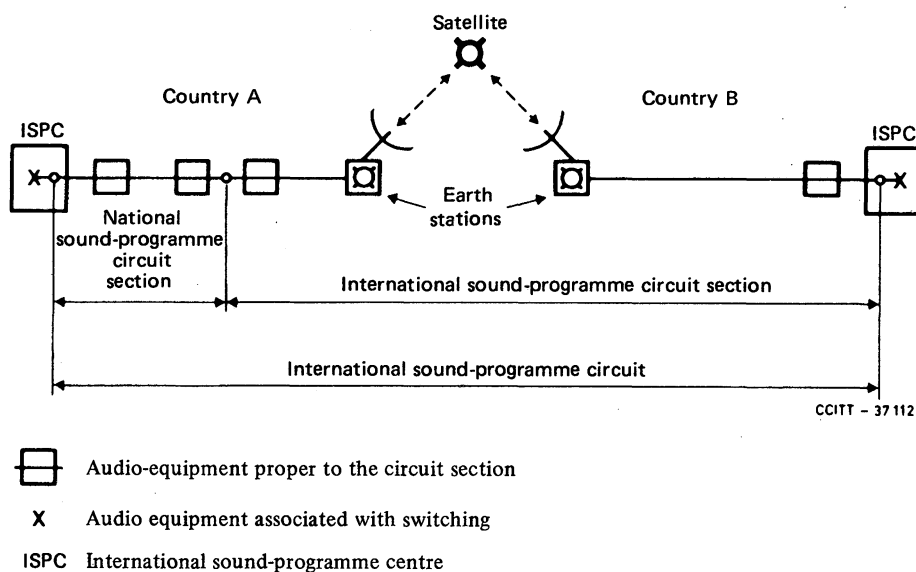 Satellite
Country A
Country B
ISPC
ISPC
Earth
stations
National
sound-programme
circuit
section
International sound-programme circuit section
International sound-programme circuit
CCITT – 37 112
Audio-equipment proper to the circuit section
X Audio equipment associated with switching
ISPC International sound-programme centre